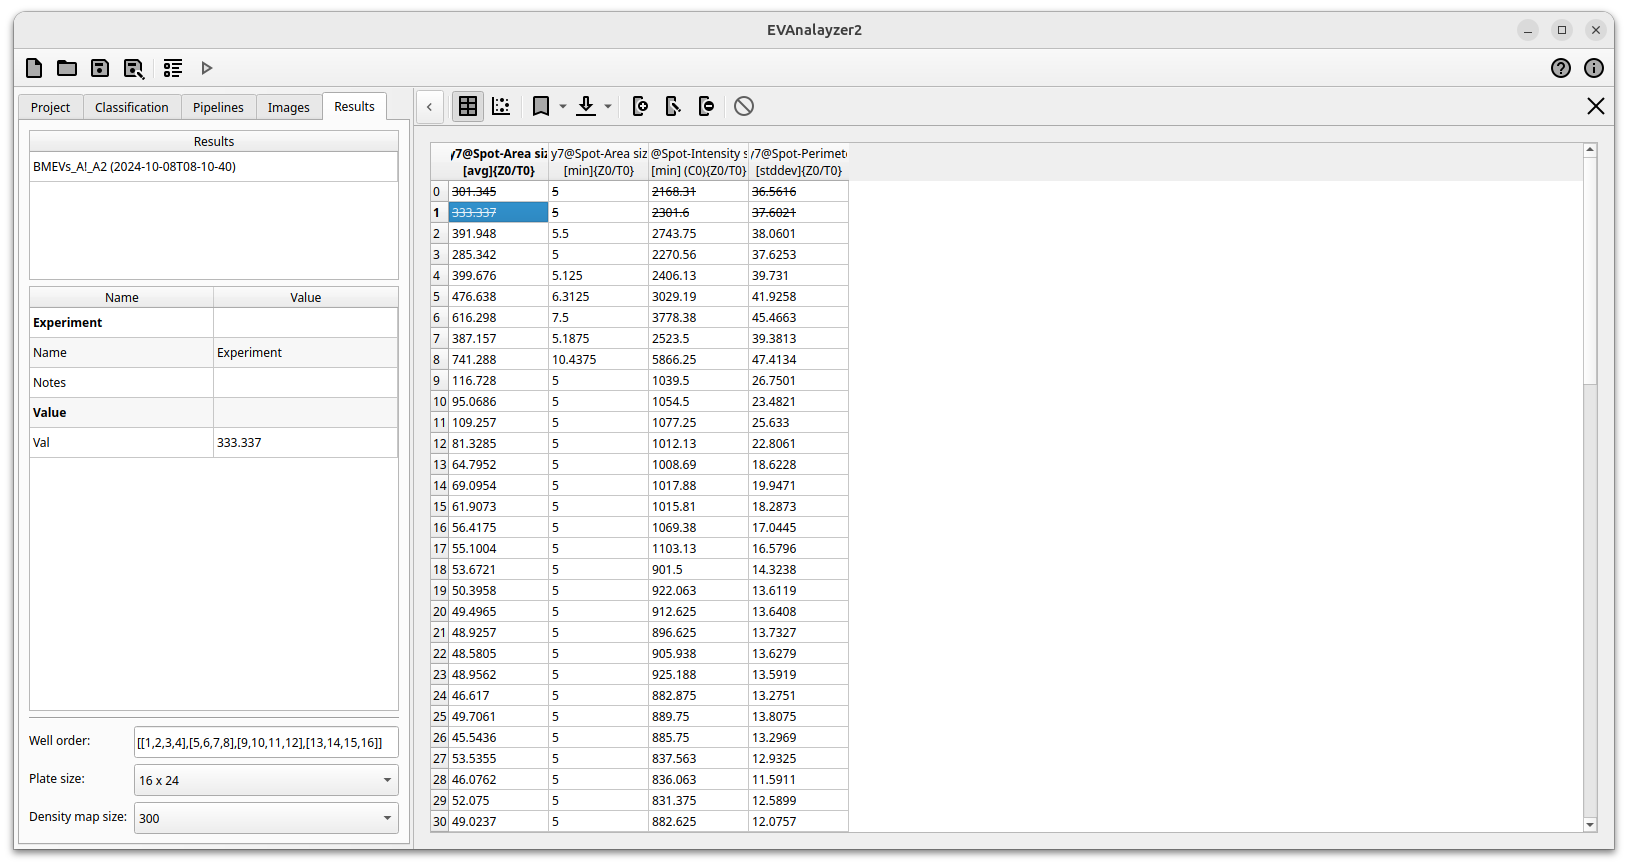 EVAnalayzer2
Project Classification Pipelines Images Results
Results
BMEVs_A!_A2 (2024-10-08T08-10-40)
Name Value
Experiment
Name Experiment
Notes
Value
Val 333.337
Well order: [[1,2,3,4],[5,6,7,8],[9,10,11,12],[13,14,15,16]]
Plate size: 16 x 24
Density map size: 300
y7@Spot-Area siz y7@Spot-Area siz @Spot-Intensity s y7@Spot-Perimet
[avg]{Z0/T0} [min]{Z0/T0} [min] (C0){Z0/T0} [stddev]{Z0/T0}
0 301.345 5 2168.31 36.5616
1 333.337 5 2301.6 37.6021
2 391.948 5.5 2743.75 38.0601
3 285.342 5 2270.56 37.6253
4 399.676 5.125 2406.13 39.731
5 476.638 6.3125 3029.19 41.9258
6 616.298 7.5 3778.38 45.4663
7 387.157 5.1875 2523.5 39.3813
8 741.288 10.4375 5866.25 47.4134
9 116.728 5 1039.5 26.7501
10 95.0686 5 1054.5 23.4821
11 109.257 5 1077.25 25.633
12 81.3285 5 1012.13 22.8061
13 64.7952 5 1008.69 18.6228
14 69.0954 5 1017.88 19.9471
15 61.9073 5 1015.81 18.2873
16 56.4175 5 1069.38 17.0445
17 55.1004 5 1103.13 16.5796
18 53.6721 5 901.5 14.3238
19 50.3958 5 922.063 13.6119
20 49.4965 5 912.625 13.6408
21 48.9257 5 896.625 13.7327
22 48.5805 5 905.938 13.6279
23 48.9562 5 925.188 13.5919
24 46.617 5 882.875 13.2751
25 49.7061 5 889.75 13.8075
26 45.5436 5 885.75 13.2969
27 53.5355 5 837.563 12.9325
28 46.0762 5 836.063 11.5911
29 52.075 5 831.375 12.5899
30 49.0237 5 882.625 12.0757